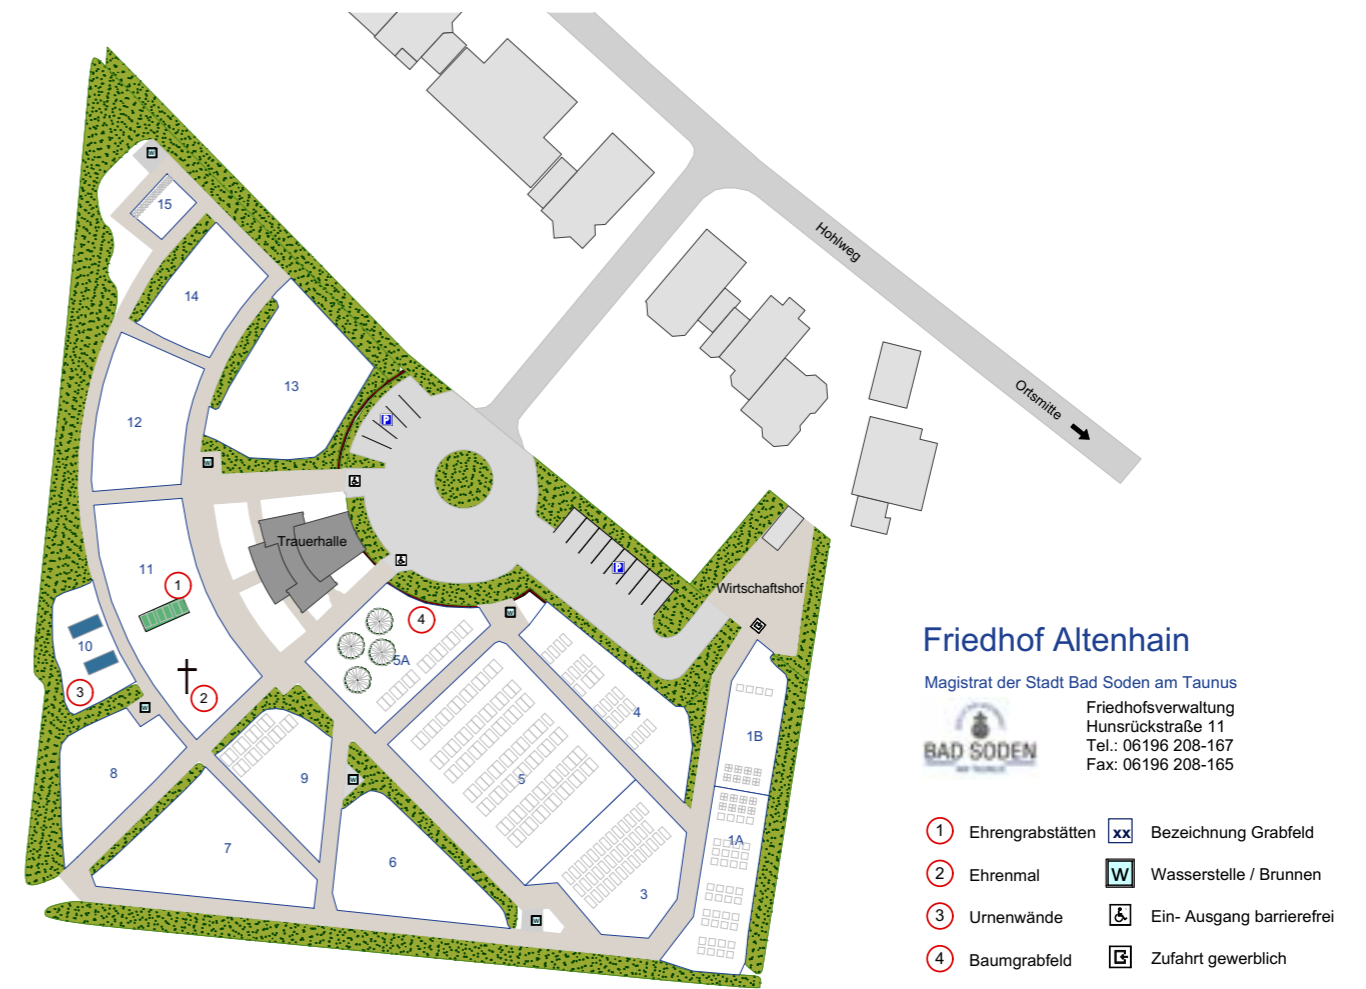 Hohlweg
Ortsmitte
15
14
13
12
P
W
W
Trauerhalle
P
Wirtschaftshof
11
1
10
3
2
W
4
5A
W
4
1B
8
9
W
5
1A
7
6
3
W
Friedhof Altenhain
Magistrat der Stadt Bad Soden am Taunus
BAD SODEN
AM TAUNUS
Friedhofsverwaltung
Hunsrückstraße 11
Tel.: 06196 208-167
Fax: 06196 208-165
1 Ehrengrabstätten
2 Ehrenmal
3 Urnenwände
4 Baumgrabfeld
xx Bezeichnung Grabfeld
W Wasserstelle / Brunnen
Ein- Ausgang barrierefrei
Zufahrt gewerblich